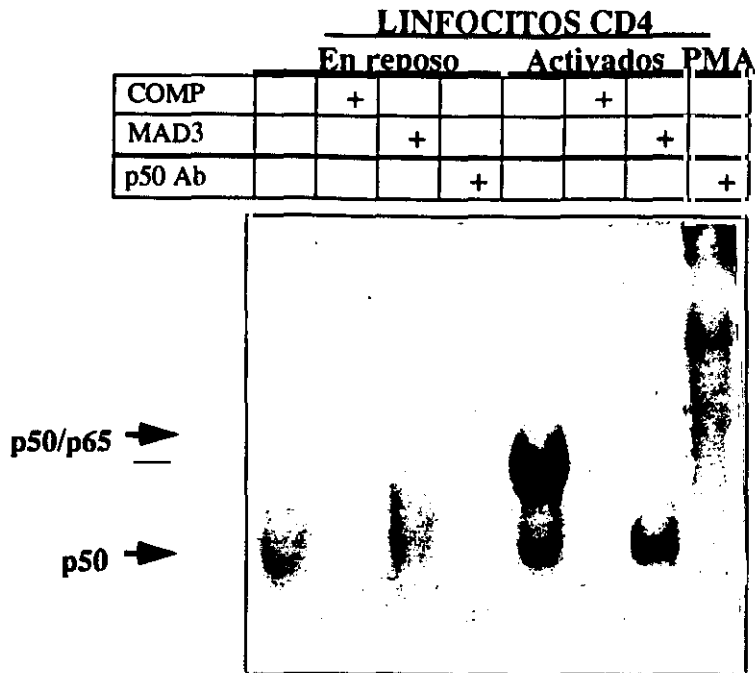 LINFOCITOS CD4
En reposo Activados PMA
COMP + +
MAD3 + +
p50 Ab + +
p50/p65
p50